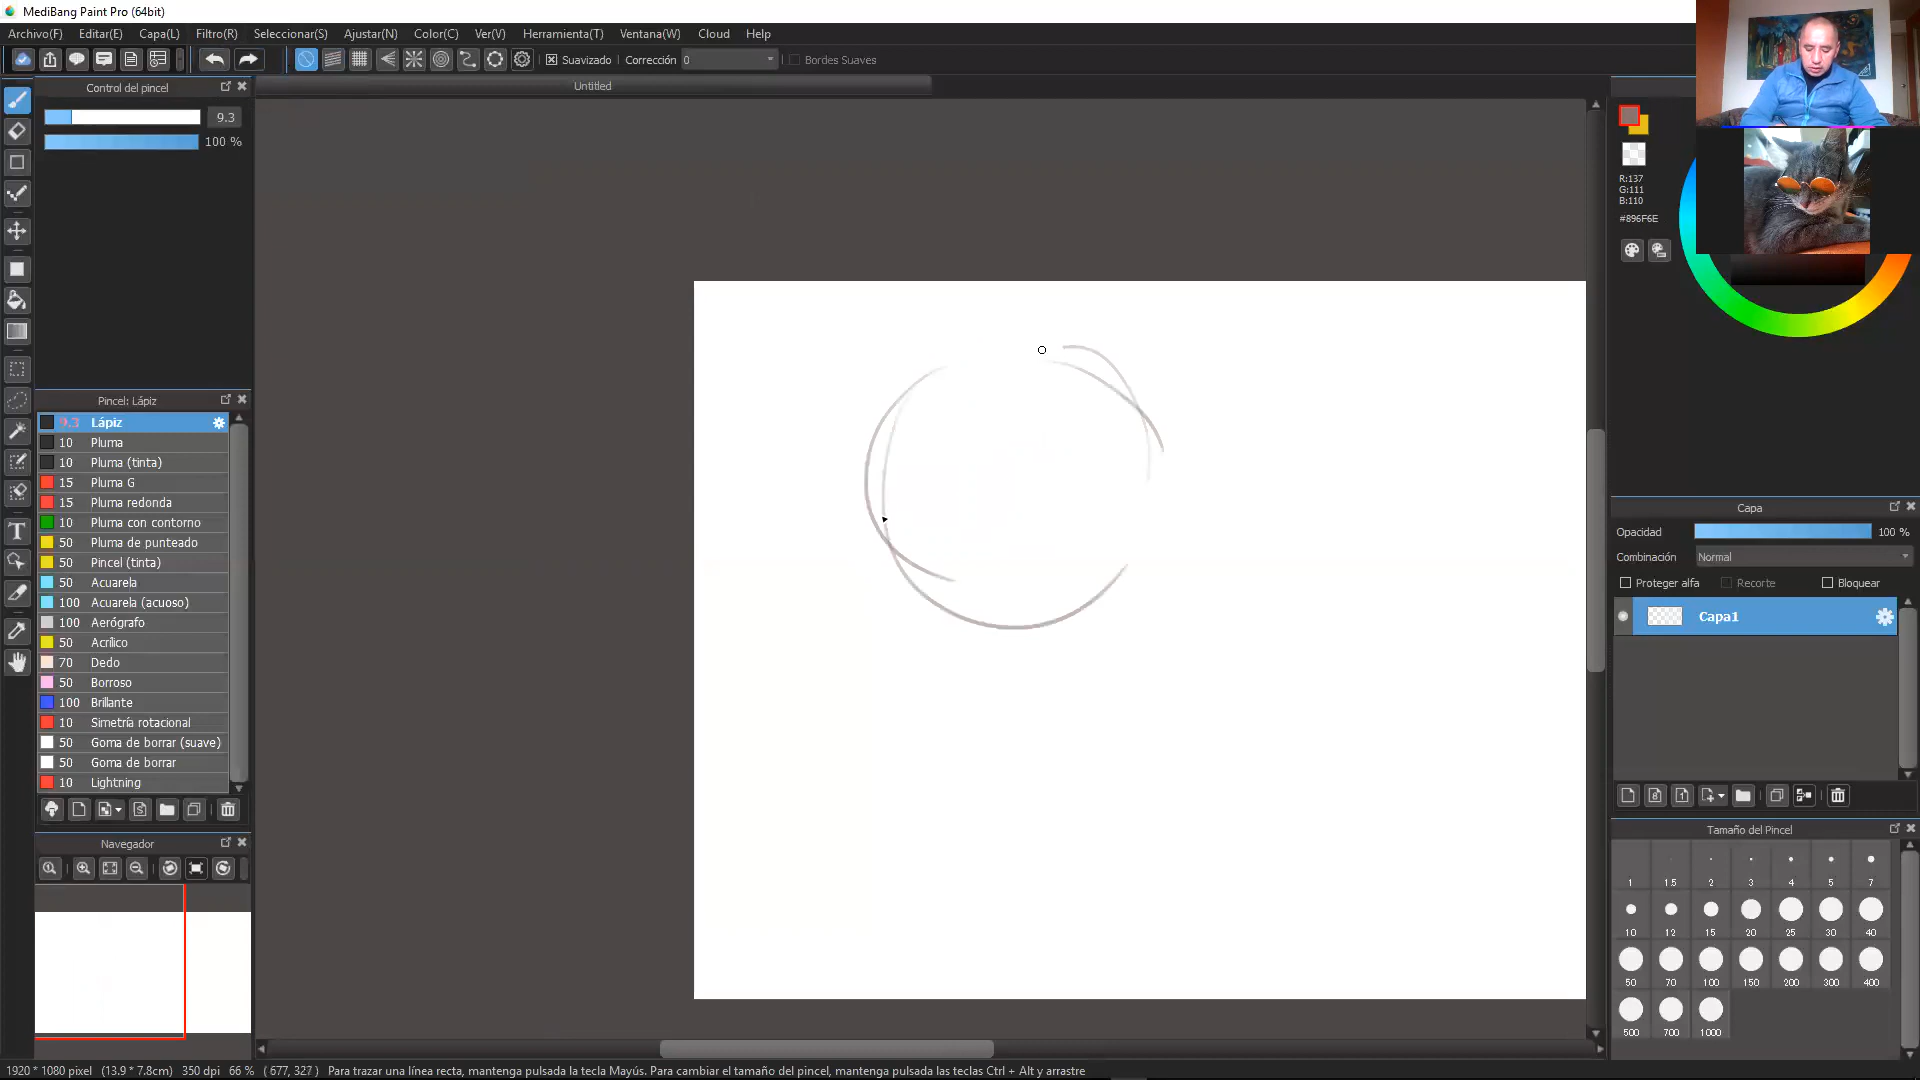 MediBang Paint Pro (64bit)
Archivo(F) Editar(E) Capa(L) Filtro(R) Seleccionar(S) Ajustar(N) Color(C) Ver(V) Herramienta(T) Ventana(W) Cloud Help
Suavizado Corrección 0 Bordes Suaves
Control del pincel
Untitled
9.3
100 %
R:137
G:111
B:110
#896F6E
Pincel: Lápiz
9.3 Lápiz
10 Pluma
10 Pluma (tinta)
15 Pluma G
15 Pluma redonda
10 Pluma con contorno
50 Pluma de punteado
50 Pincel (tinta)
50 Acuarela
100 Acuarela (acuoso)
100 Aerógrafo
50 Acrílico
70 Dedo
50 Borroso
100 Brillante
10 Simetría rotacional
50 Goma de borrar (suave)
50 Goma de borrar
10 Lightning
Navegador
Capa
Opacidad 100 %
Combinación Normal
Proteger alfa Recorte Bloquear
Capa1
Tamaño del Pincel
1 1.5 2 3 4 5 7
10 12 15 20 25 30 40
50 70 100 150 200 300 400
500 700 1000
1920 * 1080 pixel (13.9 * 7.8cm) 350 dpi 66 % ( 677, 327 ) Para trazar una línea recta, mantenga pulsada la tecla Mayús. Para cambiar el tamaño del pincel, mantenga pulsadas las teclas Ctrl + Alt y arrastre